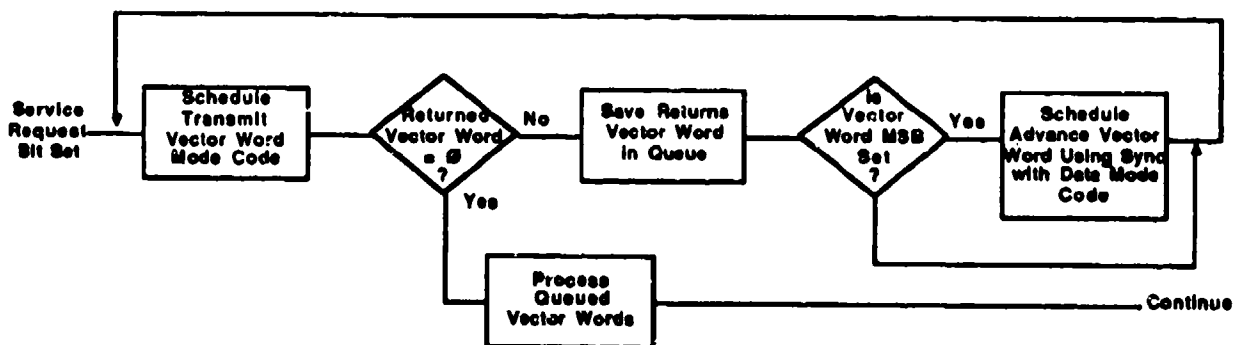 Service
Request
Bit Set
Schedule
Transmit
Vector Word
Mode Code
Returned
Vector Word
= Ø
?
No
Yes
Save Returns
Vector Word
in Queue
Is
Vector
Word MSB
Set
?
Yes
Schedule
Advance Vector
Word Using Sync
with Data Mode
Code
Process
Queued
Vector Words
Continue